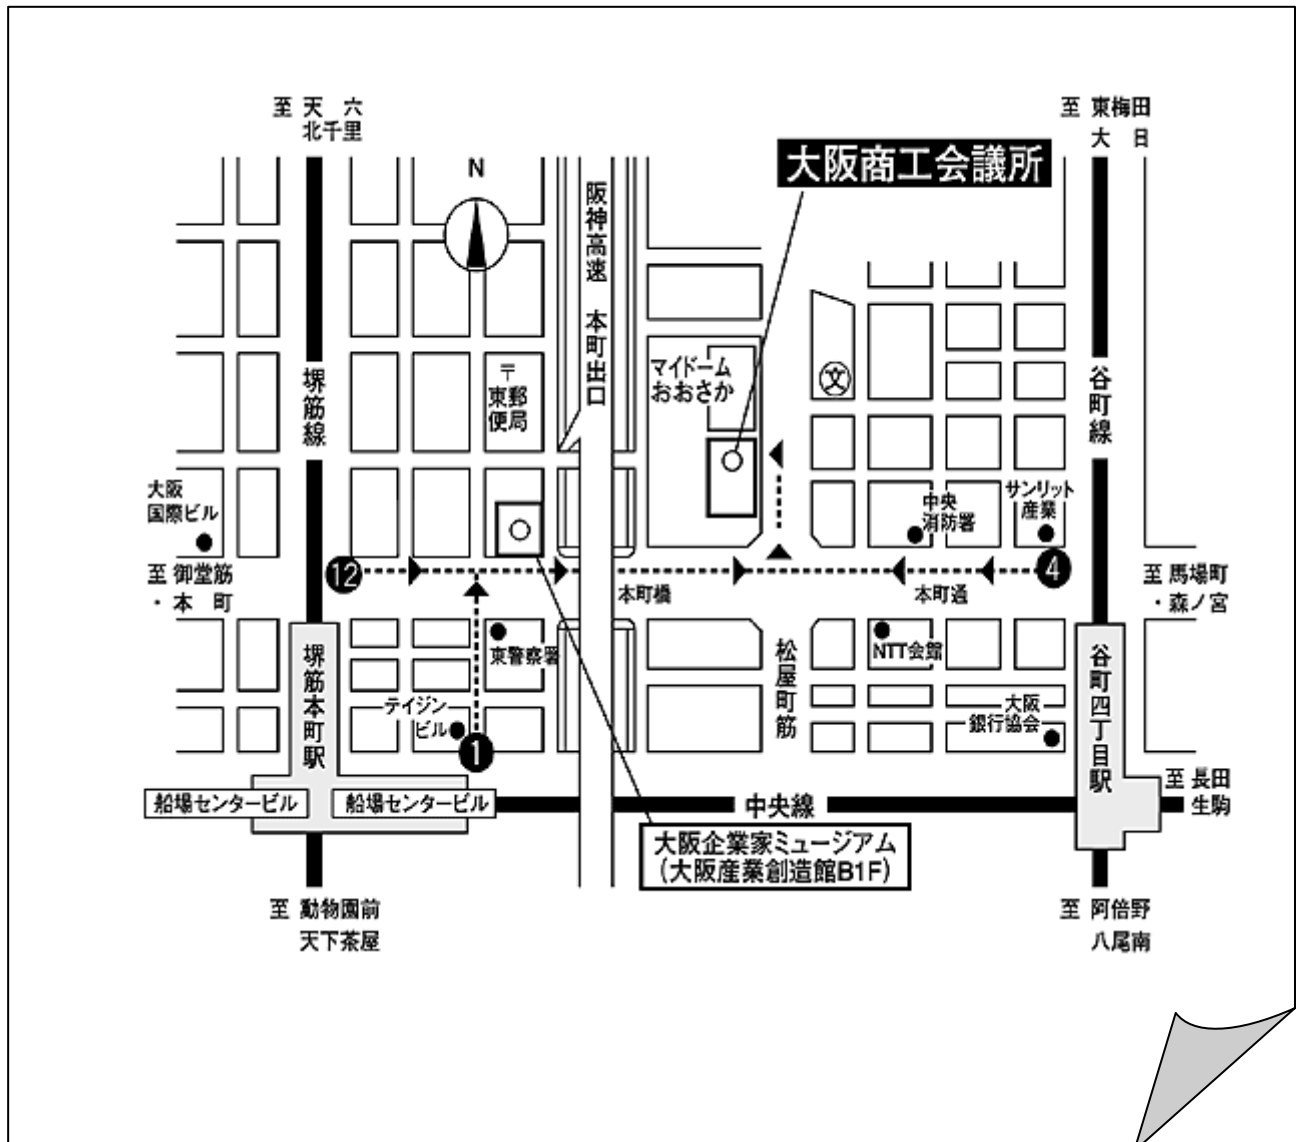 至 天 六
北千里
至 東梅田
大 日
大阪商工会議所
N
阪神高速 本町出口
マイドーム
おおさか
文
〒
東郵
便局
堺筋線
谷町線
大阪
国際ビル
中央
消防署
サンリット
産業
12
4
至 御堂筋
・本 町
本町橋
本町通
至 馬場町
・森ノ宮
東警察署
NTT会館
松屋町筋
堺筋本町駅
谷町四丁目駅
テイジン
ビル
1
大阪
銀行協会
船場センタービル
船場センタービル
中央線
至 長田
生駒
大阪企業家ミュージアム
(大阪産業創造館B1F)
至 動物園前
天下茶屋
至 阿倍野
八尾南